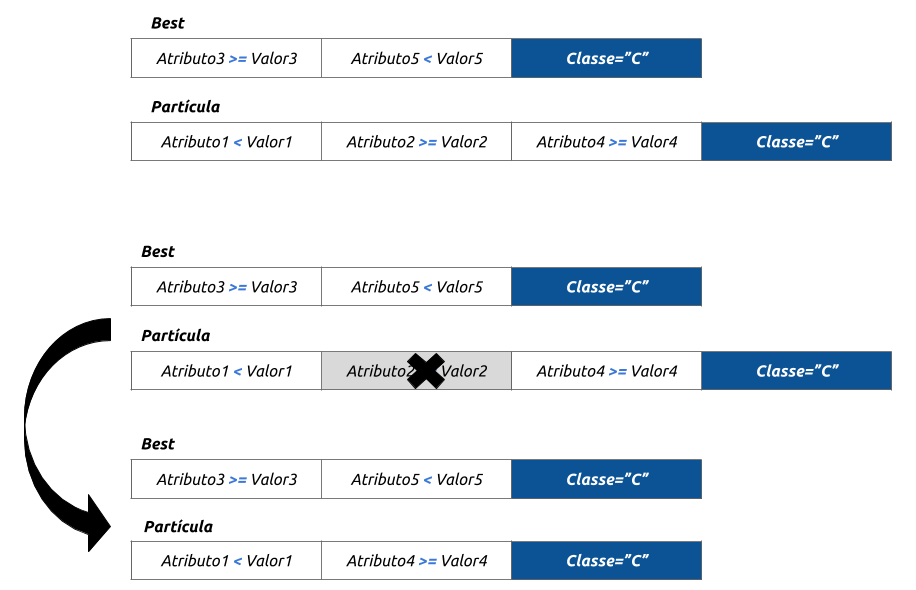 Best
Atributo3 >= Valor3 Atributo5 < Valor5 Classe="C"
Partícula
Atributo1 < Valor1 Atributo2 >= Valor2 Atributo4 >= Valor4 Classe="C"
Best
Atributo3 >= Valor3 Atributo5 < Valor5 Classe="C"
Partícula
Atributo1 < Valor1 Atributo2 Valor2 Atributo4 >= Valor4 Classe="C"
Best
Atributo3 >= Valor3 Atributo5 < Valor5 Classe="C"
Partícula
Atributo1 < Valor1 Atributo4 >= Valor4 Classe="C"